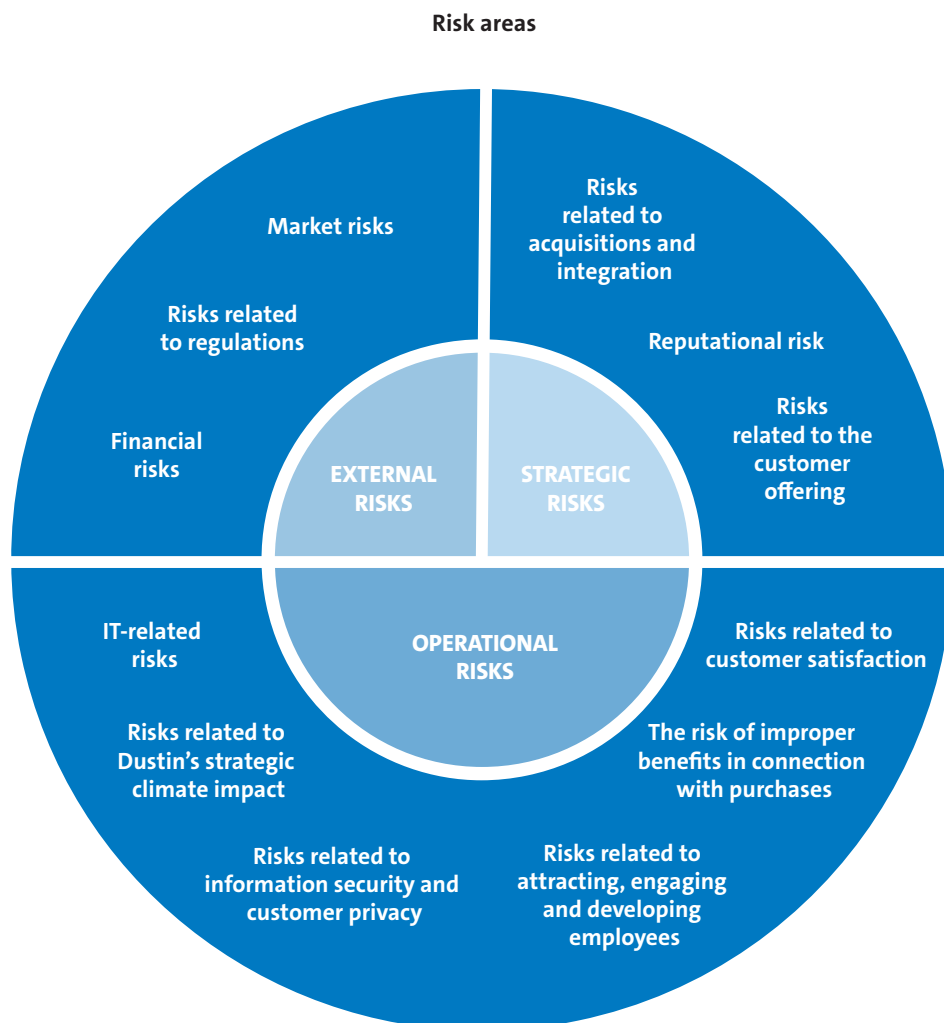 Risk areas
Market risks
Risks related
to regulations
Financial
risks
EXTERNAL
RISKS
Risks
related to
acquisitions and
integration
Reputational risk
Risks
related to the
customer
offering
STRATEGIC
RISKS
OPERATIONAL
RISKS
IT-related
risks
Risks related to
Dustin’s strategic
climate impact
Risks related to
information security and
customer privacy
Risks related to
attracting, engaging
and developing
employees
The risk of improper
benefits in connection
with purchases
Risks related to
customer satisfaction